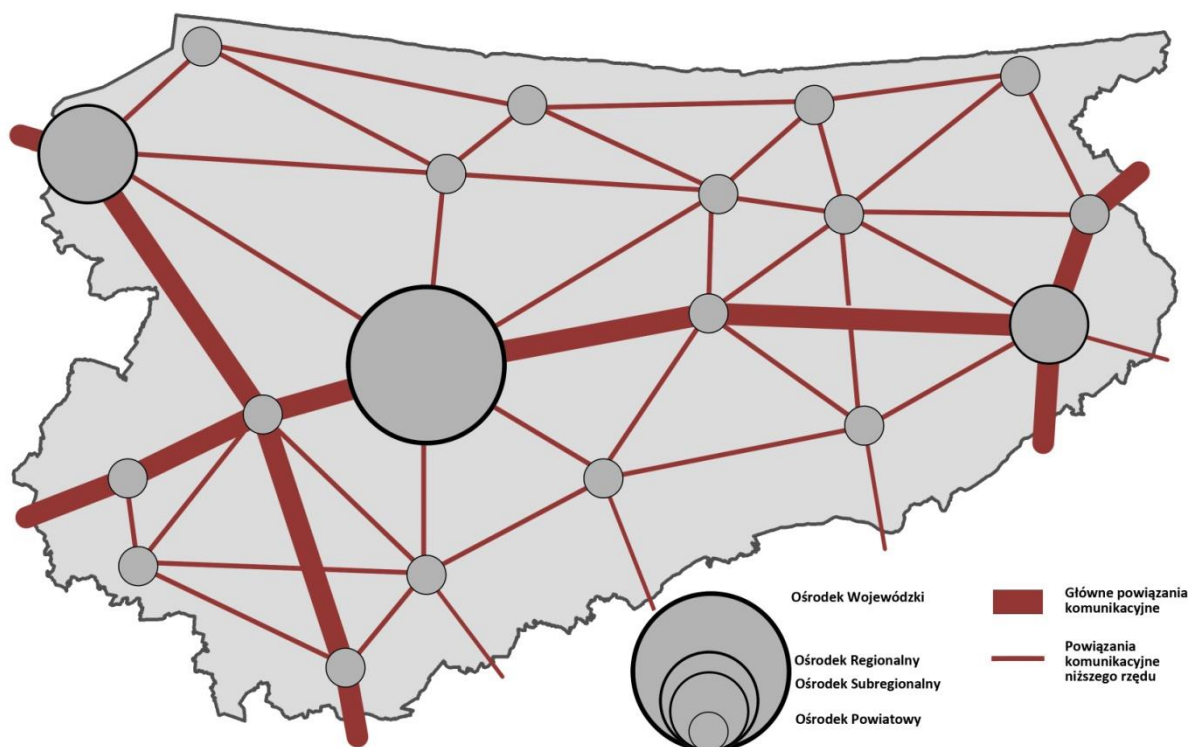 Ośrodek Wojewódzki
Ośrodek Regionalny
Ośrodek Subregionalny
Ośrodek Powiatowy
Główne powiązania
komunikacyjne
Powiązania
komunikacyjne
niższego rzędu